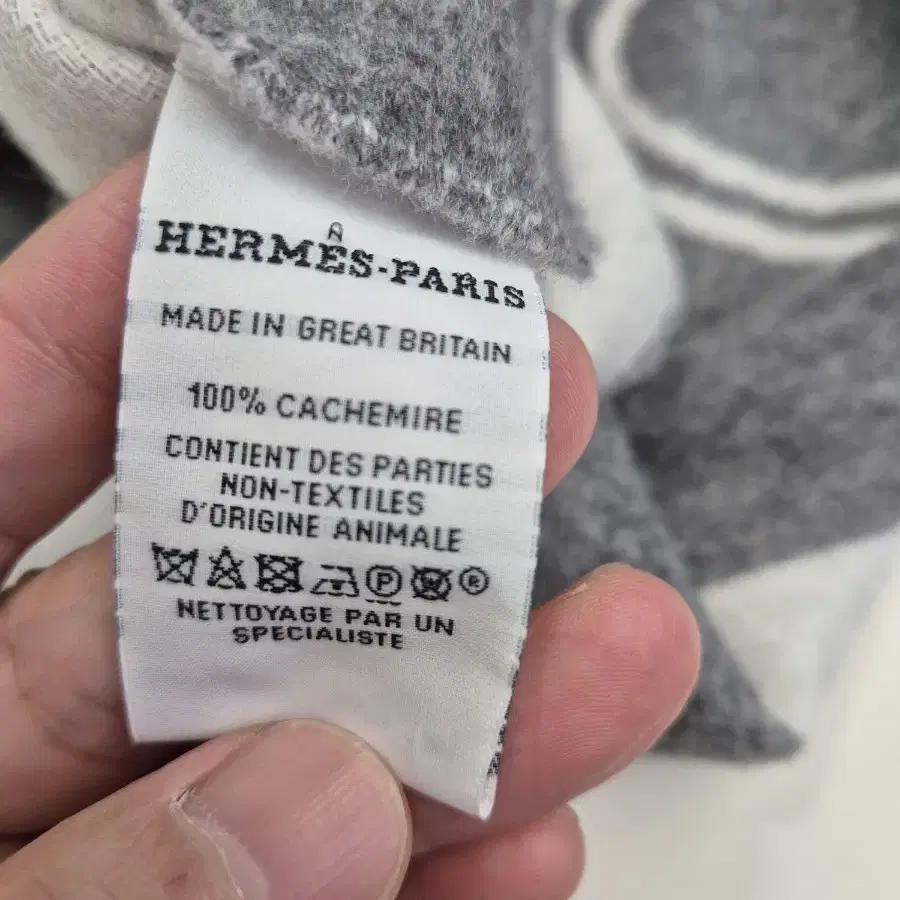 HERMÈS-PARIS
MADE IN GREAT BRITAIN
100% CACHEMIRE
CONTIENT DES PARTIES
NON-TEXTILES
D'ORIGINE ANIMALE
P ®
NETTOYAGE PAR UN
SPECIALISTE